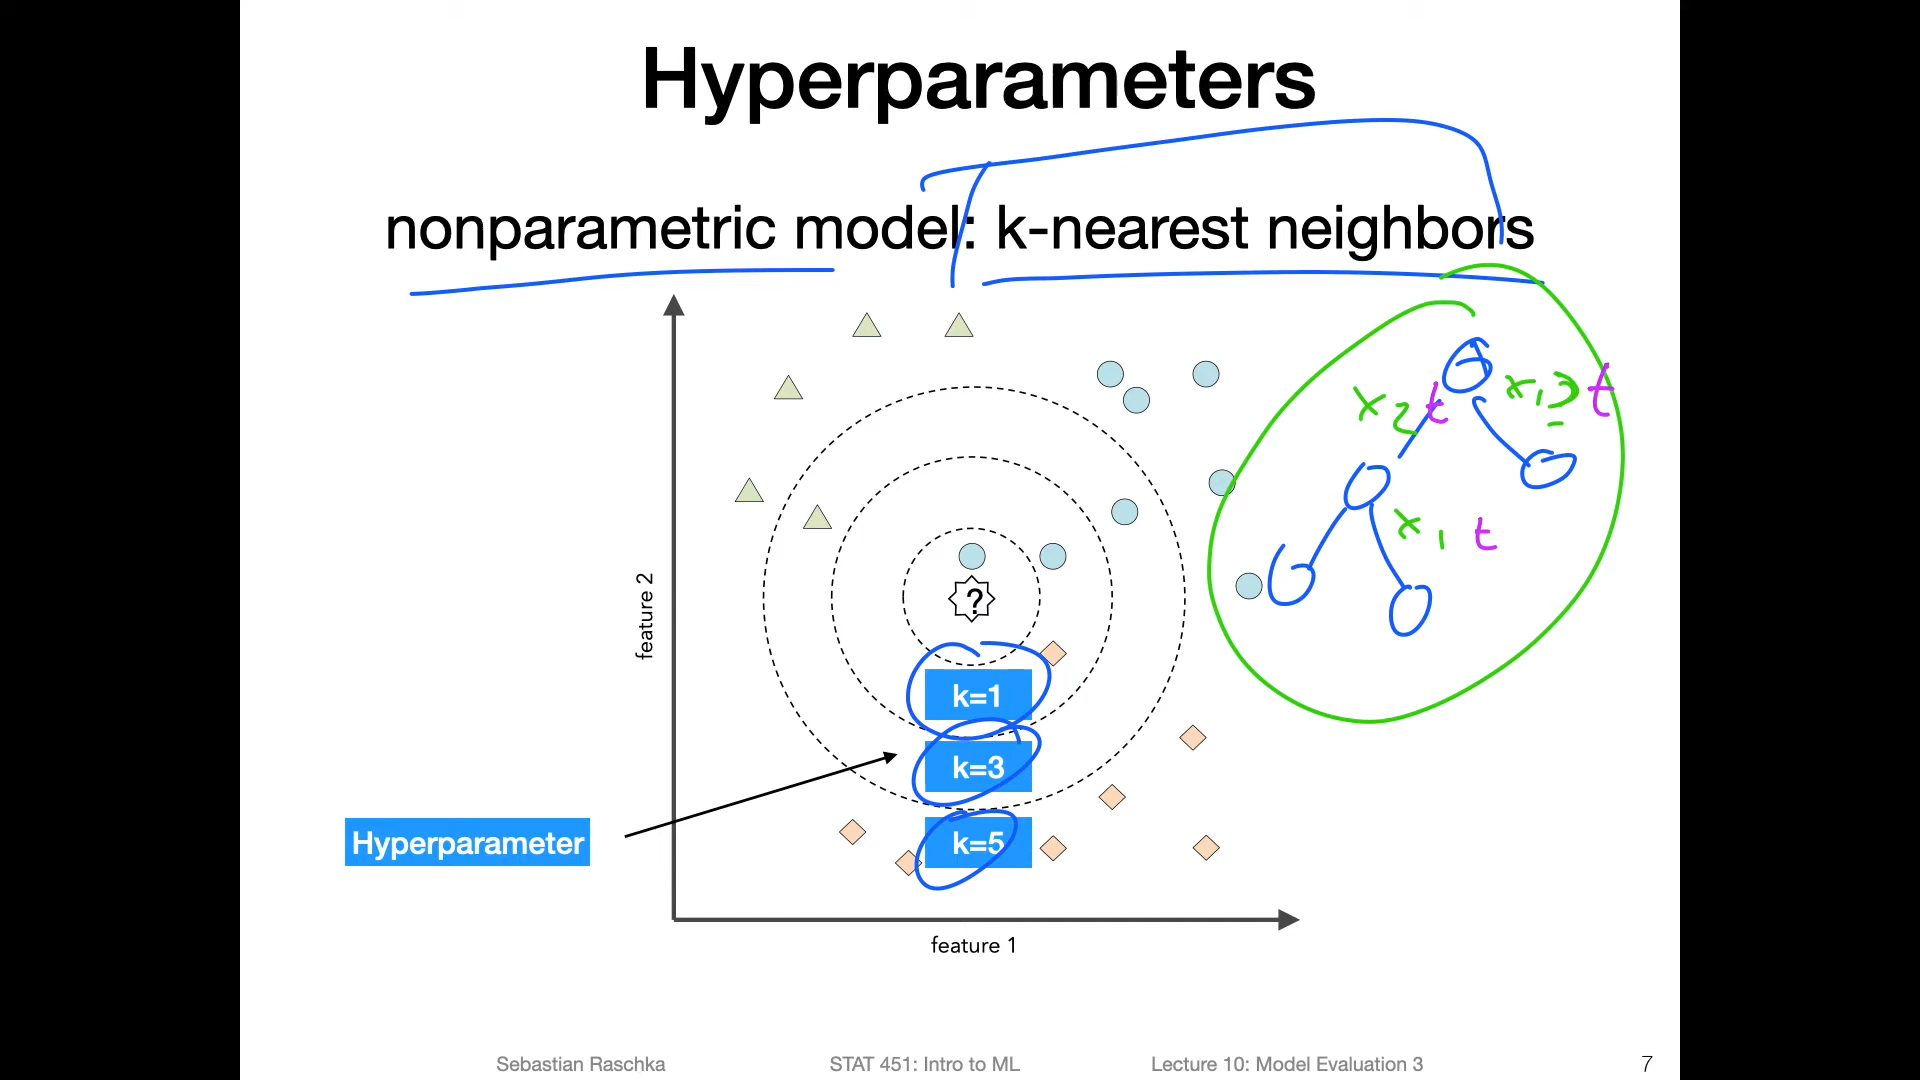 Hyperparameters
nonparametric model: k-nearest neighbors
x2 t
x1 t
x1 t
feature 2
?
k=1
k=3
k=5
Hyperparameter
feature 1
Sebastian Raschka
STAT 451: Intro to ML
Lecture 10: Model Evaluation 3
7